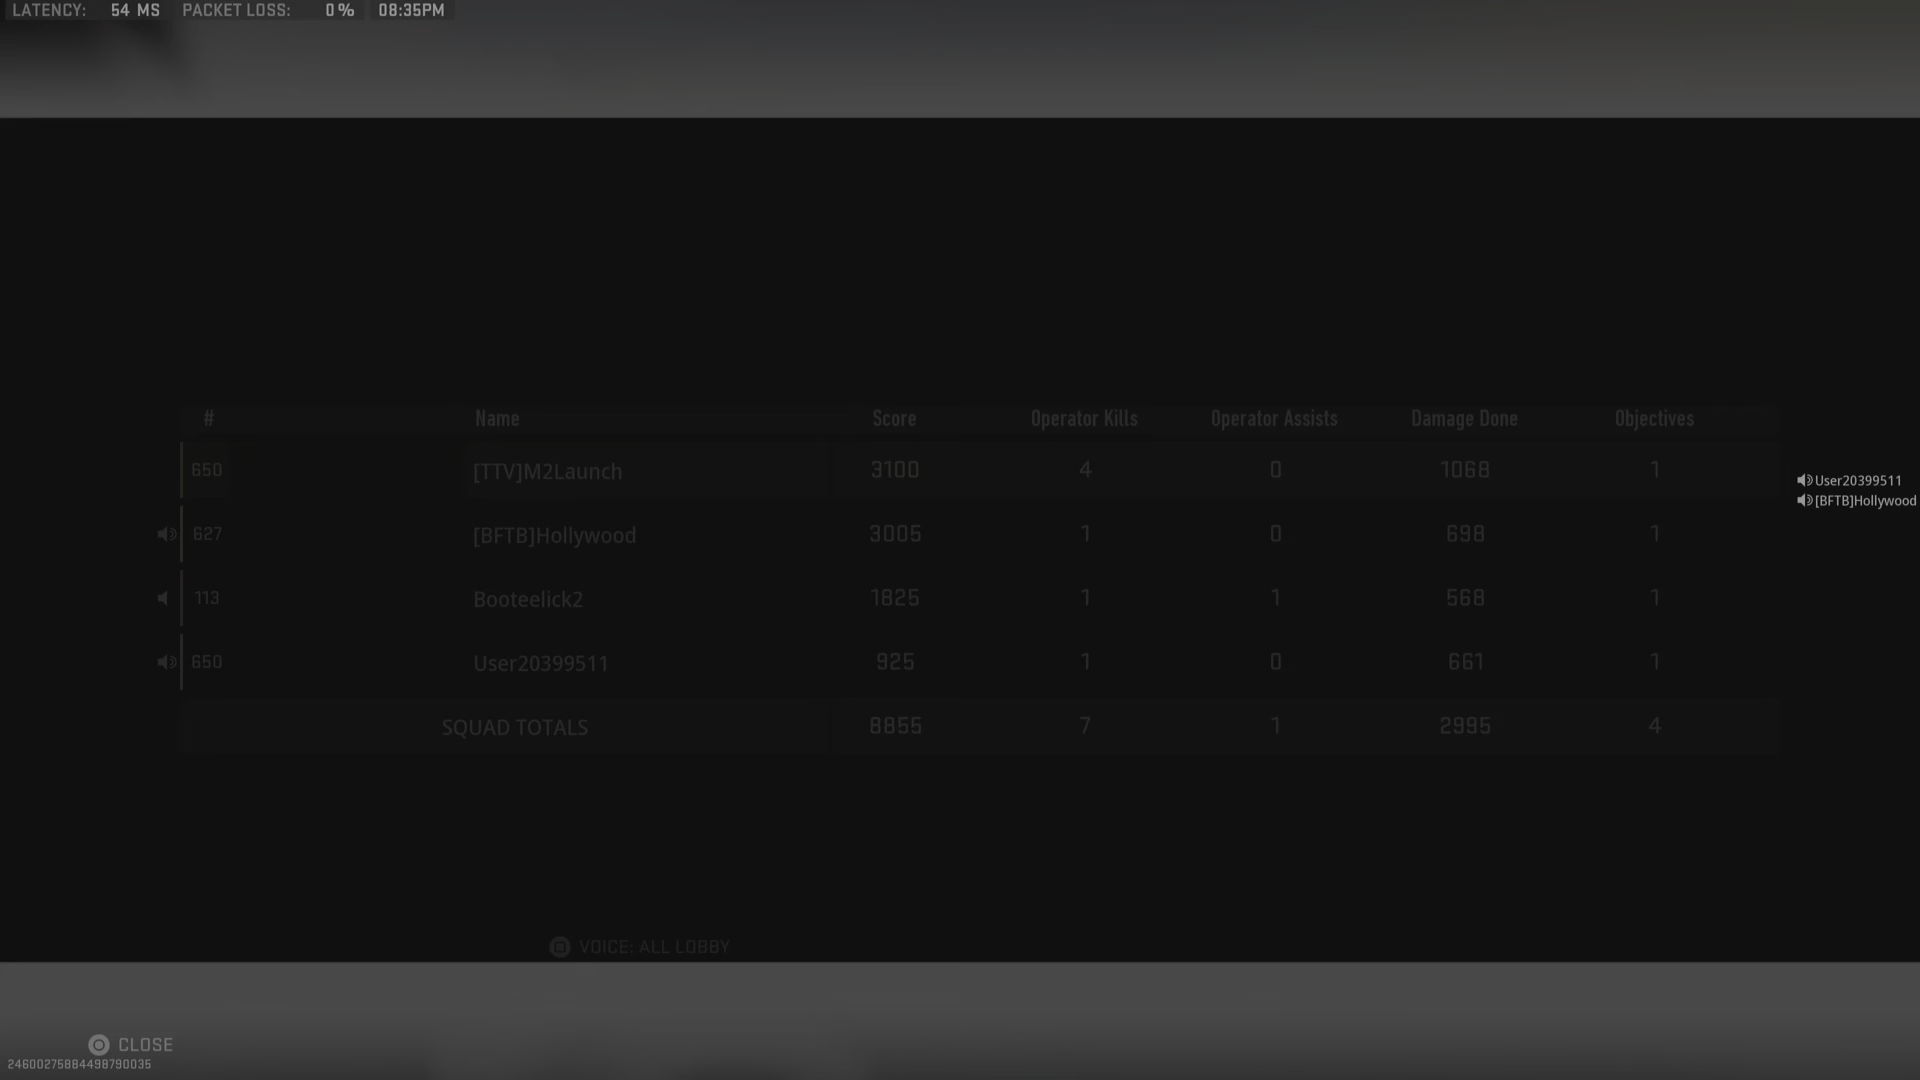 LATENCY: 54 MS PACKET LOSS: 0 % 08:35PM
# Name Score Operator Kills Operator Assists Damage Done Objectives
650 [TTV]M2Launch 3100 4 0 1068 1
User20399511
[BFTB]Hollywood
627 [BFTB]Hollywood 3005 1 0 698 1
113 Booteelick2 1825 1 1 568 1
650 User20399511 925 1 0 661 1
SQUAD TOTALS 8855 7 1 2995 4
VOICE: ALL LOBBY
CLOSE
24600275884498790035